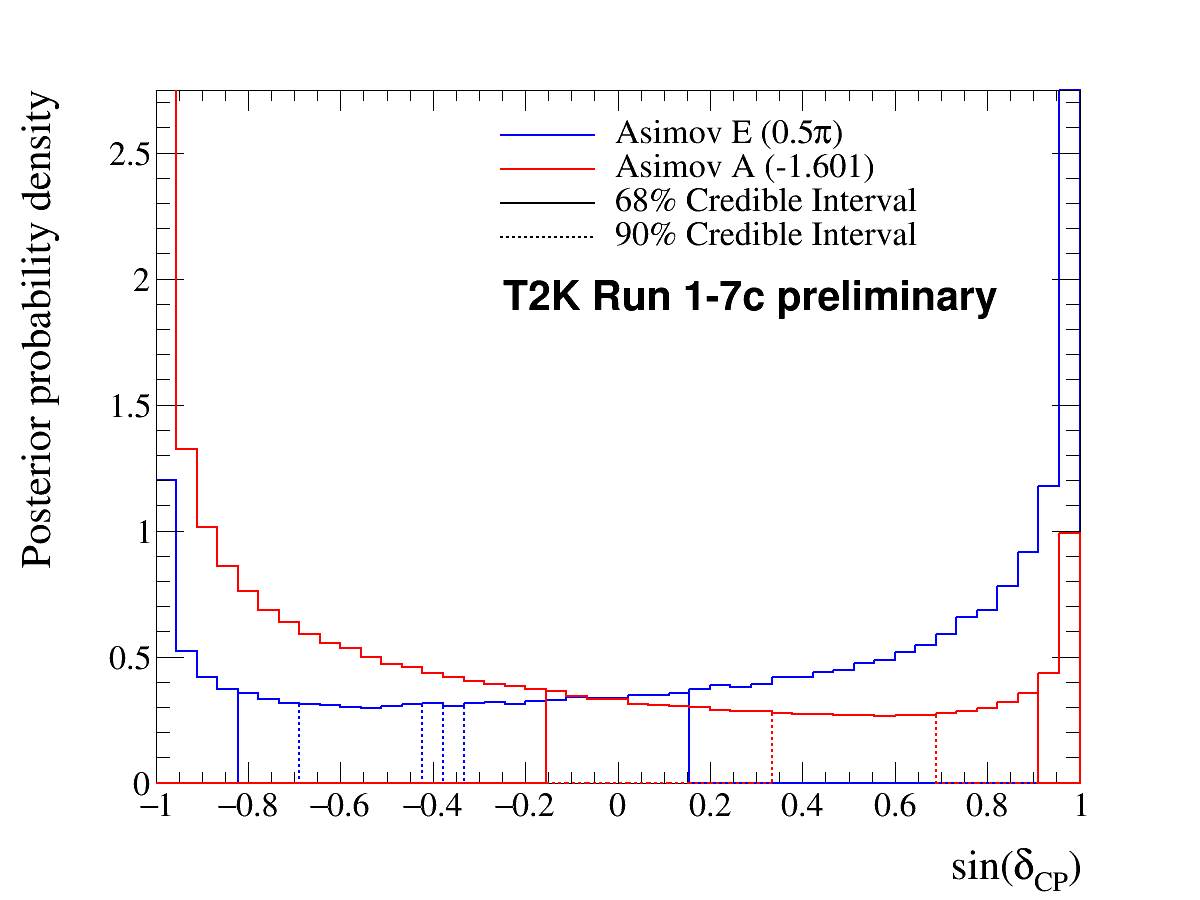 Posterior probability density
2.5
2
1.5
1
0.5
0
Asimov E (0.5π)
Asimov A (-1.601)
68% Credible Interval
90% Credible Interval
T2K Run 1-7c preliminary
−1 −0.8 −0.6 −0.4 −0.2 0 0.2 0.4 0.6 0.8 1
sin(δCP)